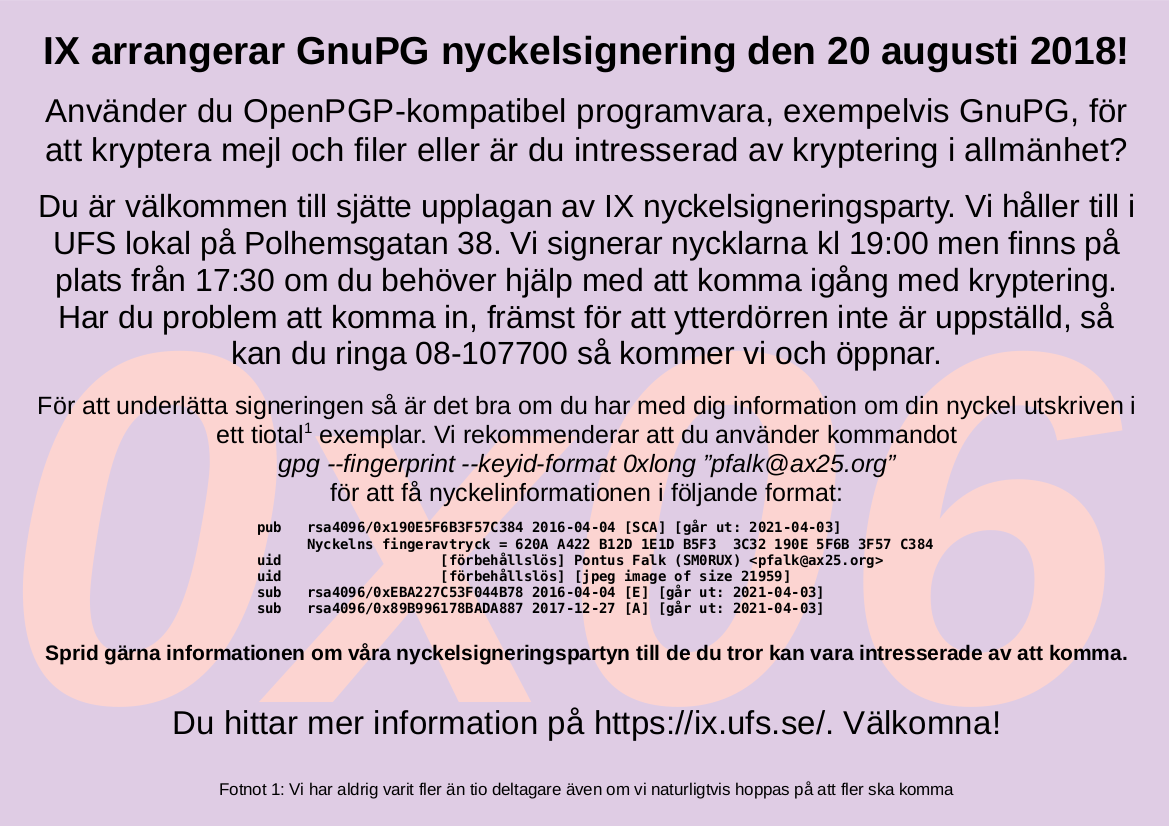 IX arrangerar GnuPG nyckelsignering den 20 augusti 2018!
Använder du OpenPGP-kompatibel programvara, exempelvis GnuPG, för
att kryptera mejl och filer eller är du intresserad av kryptering i allmänhet?
Du är välkommen till sjätte upplagan av IX nyckelsigneringsparty. Vi håller till i
UFS lokal på Polhemsgatan 38. Vi signerar nycklarna kl 19:00 men finns på
plats från 17:30 om du behöver hjälp med att komma igång med kryptering.
Har du problem att komma in, främst för att ytterdörren inte är uppställd, så
kan du ringa 08-107700 så kommer vi och öppnar.
0x06
För att underlätta signeringen så är det bra om du har med dig information om din nyckel utskriven i
ett tiotal¹ exemplar. Vi rekommenderar att du använder kommandot
gpg --fingerprint --keyid-format 0xlong ”pfalk@ax25.org”
för att få nyckelinformationen i följande format:
pub rsa4096/0x190E5F6B3F57C384 2016-04-04 [SCA] [går ut: 2021-04-03]
Nyckelns fingeravtryck = 620A A422 B12D 1E1D B5F3  3C32 190E 5F6B 3F57 C384
uid [förbehållslös] Pontus Falk (SM0RUX) <pfalk@ax25.org>
uid [förbehållslös] [jpeg image of size 21959]
sub rsa4096/0xEBA227C53F044B78 2016-04-04 [E] [går ut: 2021-04-03]
sub rsa4096/0x89B996178BADA887 2017-12-27 [A] [går ut: 2021-04-03]
Sprid gärna informationen om våra nyckelsigneringspartyn till de du tror kan vara intresserade av att komma.
Du hittar mer information på https://ix.ufs.se/. Välkomna!
Fotnot 1: Vi har aldrig varit fler än tio deltagare även om vi naturligtvis hoppas på att fler ska komma